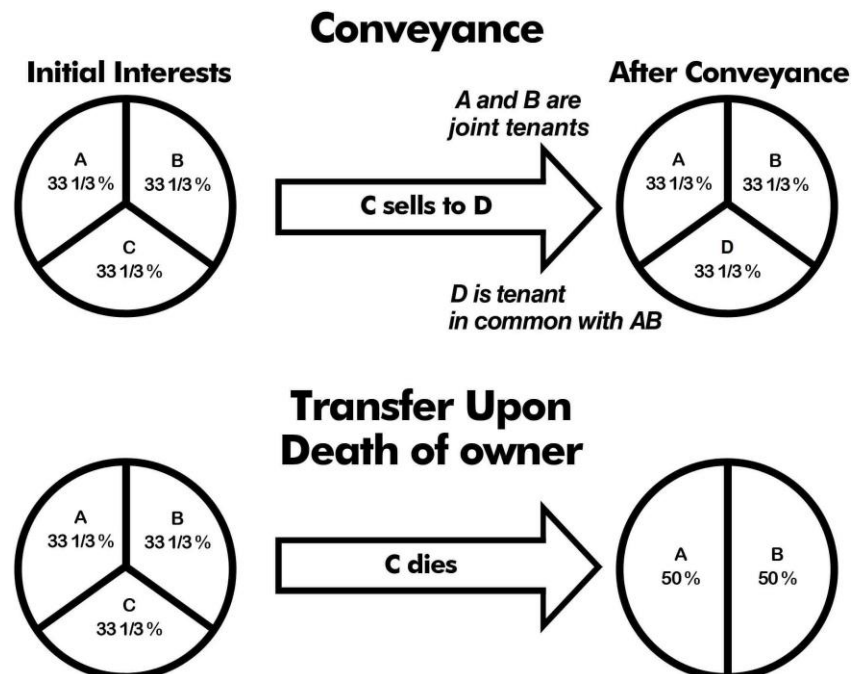 Conveyance
Initial Interests
After Conveyance
A and B are
joint tenants
A
33 1/3 %
B
33 1/3 %
C
33 1/3 %
C sells to D
A
33 1/3 %
B
33 1/3 %
D
33 1/3 %
D is tenant
in common with AB
Transfer Upon
Death of owner
A
33 1/3 %
B
33 1/3 %
C
33 1/3 %
C dies
A
50 %
B
50 %